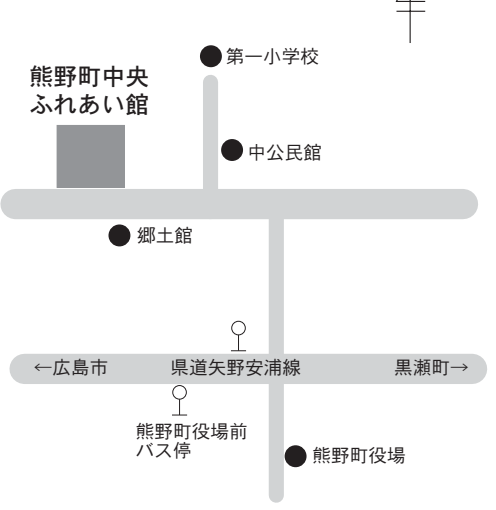 第一小学校
熊野町中央
ふれあい館
中公民館
郷土館
←広島市
県道矢野安浦線
黒瀬町→
熊野町役場前
バス停
熊野町役場